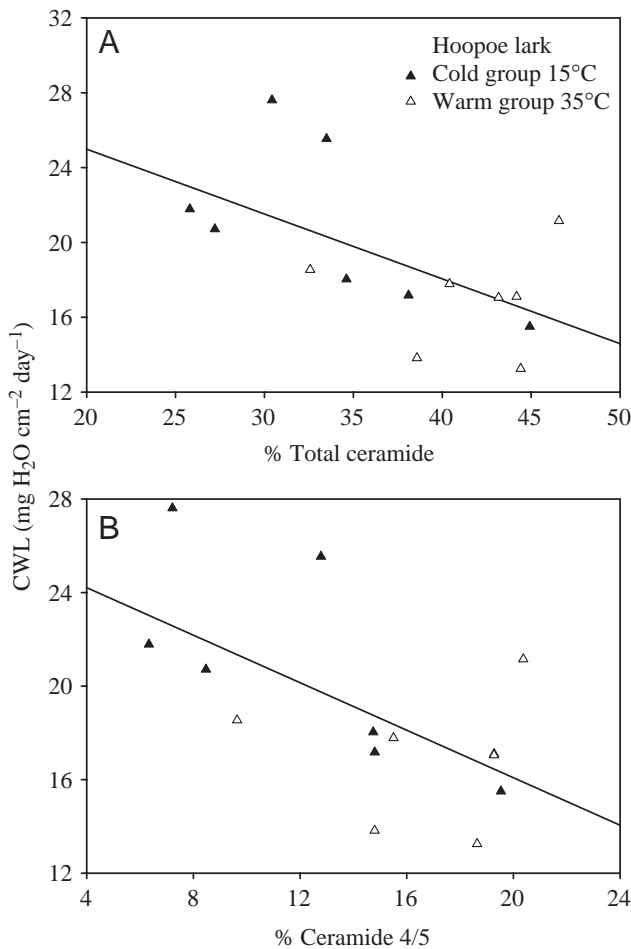 A
Hoopoe lark
▲ Cold group 15°C
△ Warm group 35°C
32
28
24
20
16
12
20 25 30 35 40 45 50
% Total ceramide
CWL (mg H₂O cm⁻² day⁻¹)
B
28
24
20
16
12
4 8 12 16 20 24
% Ceramide 4/5